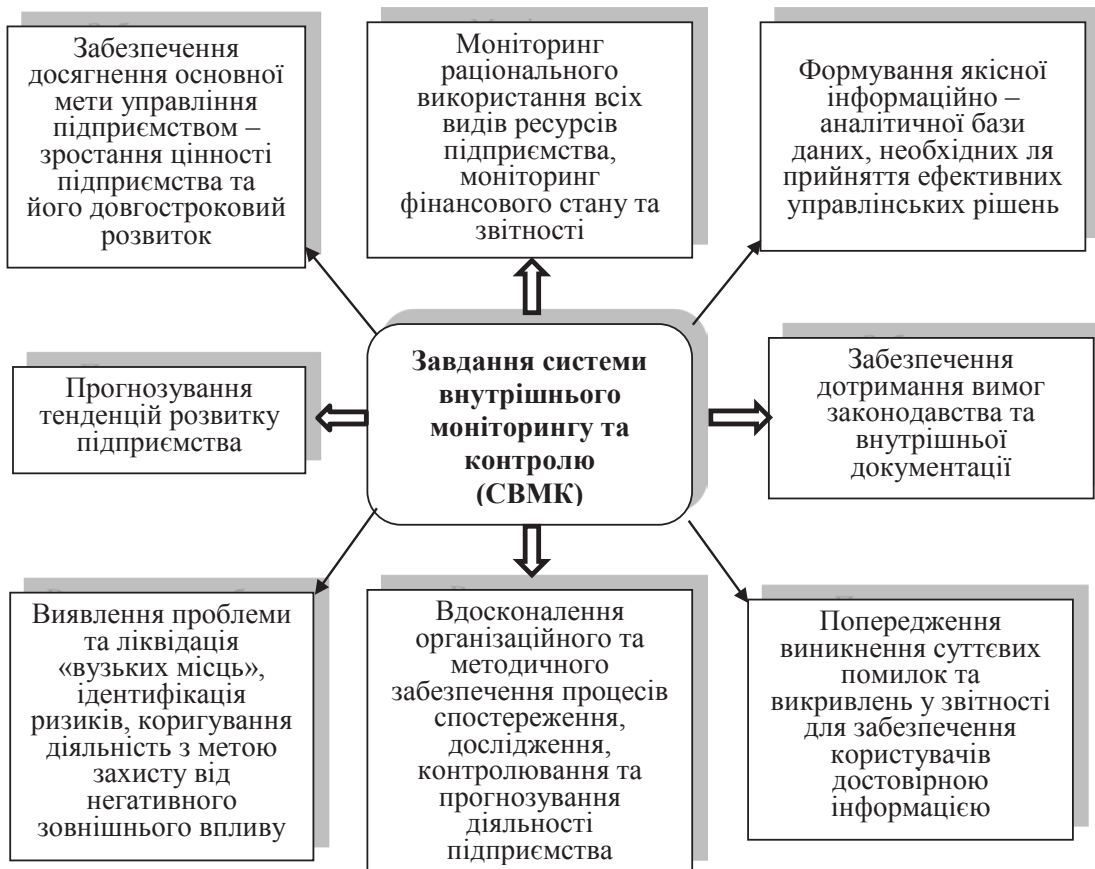 Забезпечення
досягнення основної
мети управління
підприємством –
зростання цінності
підприємства та
його довгостроковий
розвиток
Моніторинг
раціонального
використання всіх
видів ресурсів
підприємства,
моніторинг
фінансового стану та
звітності
Формування якісної
інформаційно –
аналітичної бази
даних, необхідних ля
прийняття ефективних
управлінських рішень
Прогнозування
тенденцій розвитку
підприємства
Завдання системи
внутрішнього
моніторингу та
контролю
(СВМК)
Забезпечення
дотримання вимог
законодавства та
внутрішньої
документації
Виявлення проблеми
та ліквідація
«вузьких місць»,
ідентифікація
ризиків, коригування
діяльність з метою
захисту від
негативного
зовнішнього впливу
Вдосконалення
організаційного та
методичного
забезпечення процесів
спостереження,
дослідження,
контролювання та
прогнозування
діяльності
підприємства
Попередження
виникнення суттєвих
помилок та
викривлень у звітності
для забезпечення
користувачів
достовірною
інформацією